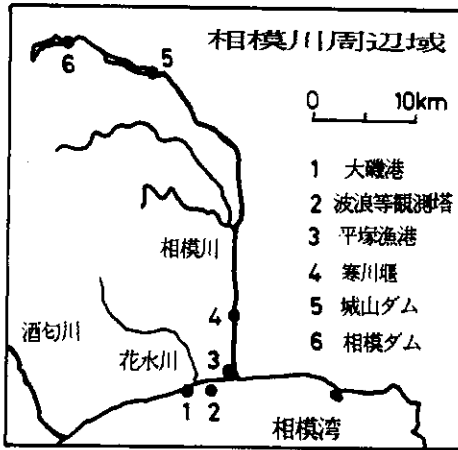 相模川周辺域
0 10km
1 大磯港
2 波浪等観測塔
3 平塚漁港
4 寒川堰
5 城山ダム
6 相模ダム
6
5
相模川
4
酒匂川
花水川
3
1
2
相模湾